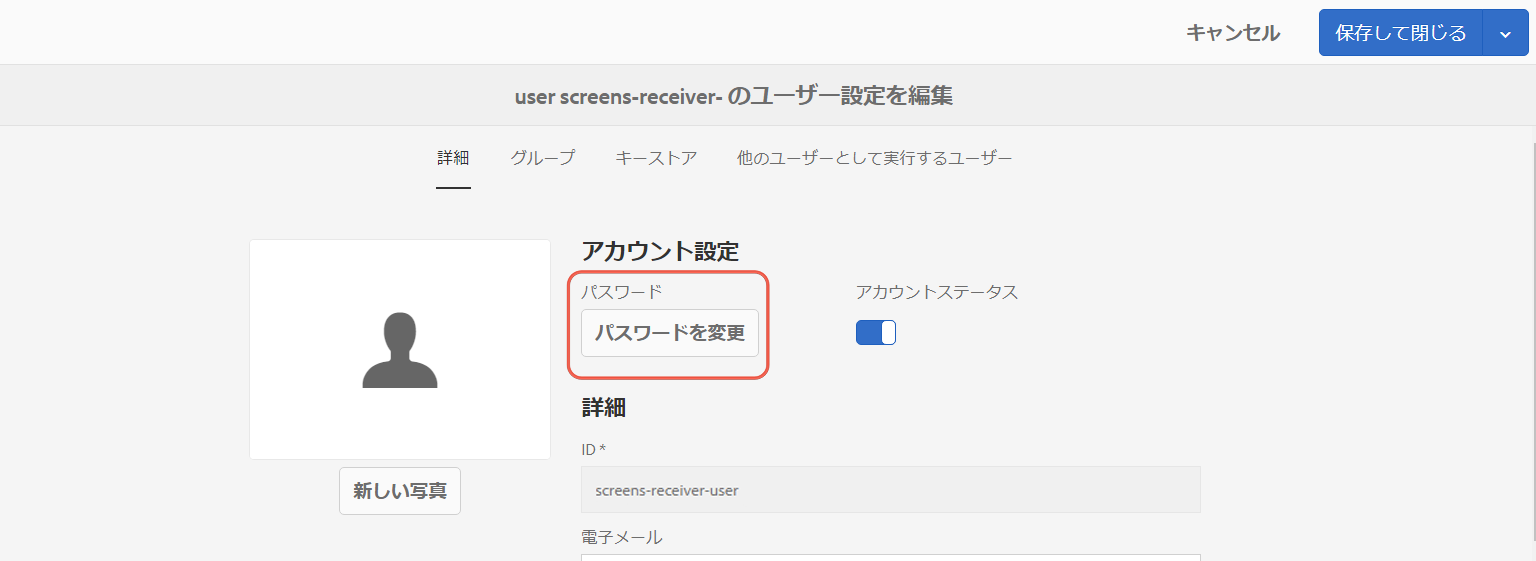 キャンセル 保存して閉じる
user screens-receiver- のユーザー設定を編集
詳細 グループ キーストア 他のユーザーとして実行するユーザー
アカウント設定
パスワード アカウントステータス
パスワードを変更
詳細
ID *
screens-receiver-user
新しい写真
電子メール